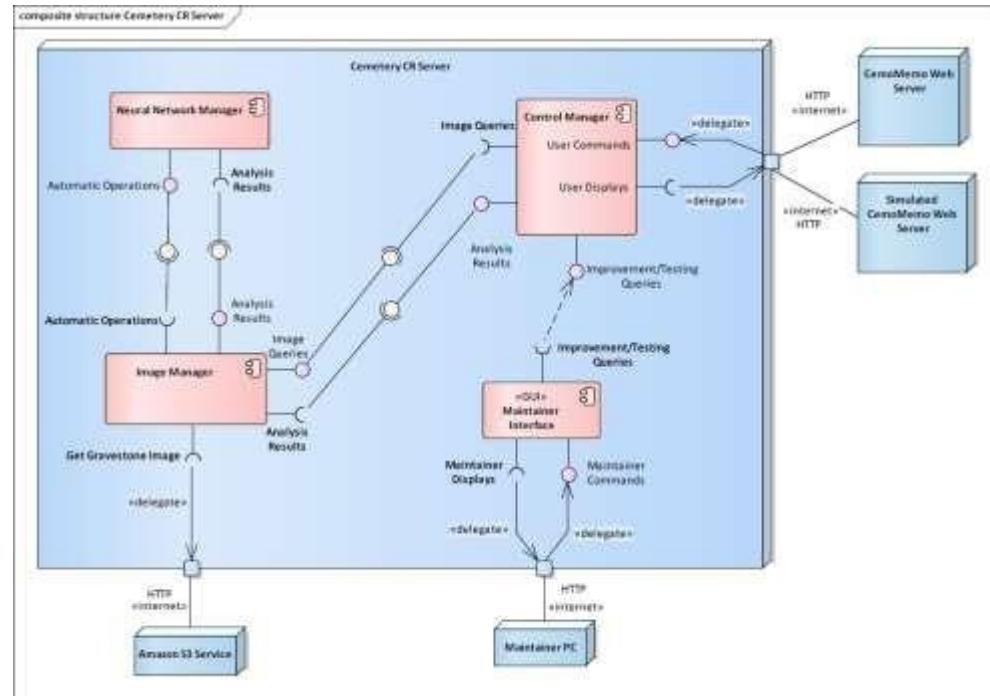 composite structure Cemetery CR Server
Cemetery CR Server
CemoMemo Web
Server
HTTP
«internet»
Neural Network Manager
Control Manager
Image Queries
«delegate»
User Commands
Automatic Operations
Analysis
Results
User Displays
«delegate»
«internet»
HTTP
Simulated
CemoMemo Web
Server
Analysis
Results
Improvement/Testing
Queries
Automatic Operations
Analysis
Results
Image
Queries
Improvement/Testing
Queries
Image Manager
«GUI»
Maintainer
Interface
Analysis
Results
Get Gravestone Image
Maintainer
Displays
Maintainer
Commands
«delegate»
«delegate»
«delegate»
HTTP
«internet»
HTTP
«internet»
Amazon S3 Service
Maintainer PC